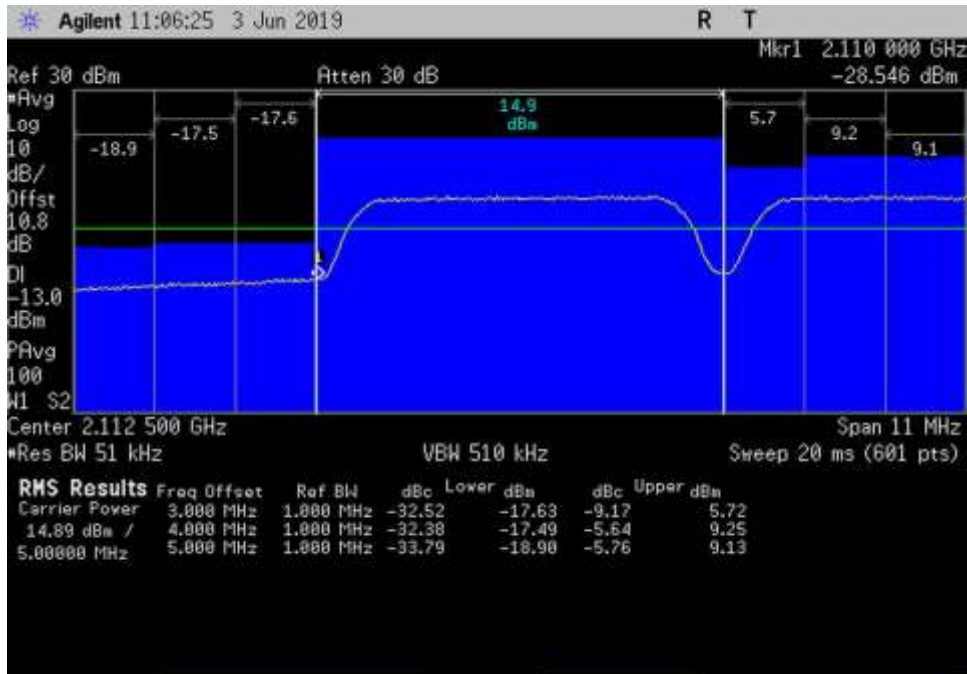 Agilent 11:06:25 3 Jun 2019 R T
Mkr1 2.110 000 GHz
Ref 30 dBm Atten 30 dB -28.546 dBm
*Avg
Log
10
dB/
Offst
10.8
dB
DI
-13.0
dBm
PAvg
100
W1 S2
-18.9
-17.5
-17.6
14.9
dBm
5.7
9.2
9.1
1
Center 2.112 500 GHz Span 11 MHz
*Res BW 51 kHz VBW 510 kHz Sweep 20 ms (601 pts)
RMS Results Freq Offset Ref BW dBc Lower dBm dBc Upper dBm
Carrier Power 3.000 MHz 1.000 MHz -32.52 -17.63 -9.17 5.72
14.89 dBm / 4.000 MHz 1.000 MHz -32.38 -17.49 -5.64 9.25
5.00000 MHz 5.000 MHz 1.000 MHz -33.79 -18.90 -5.76 9.13